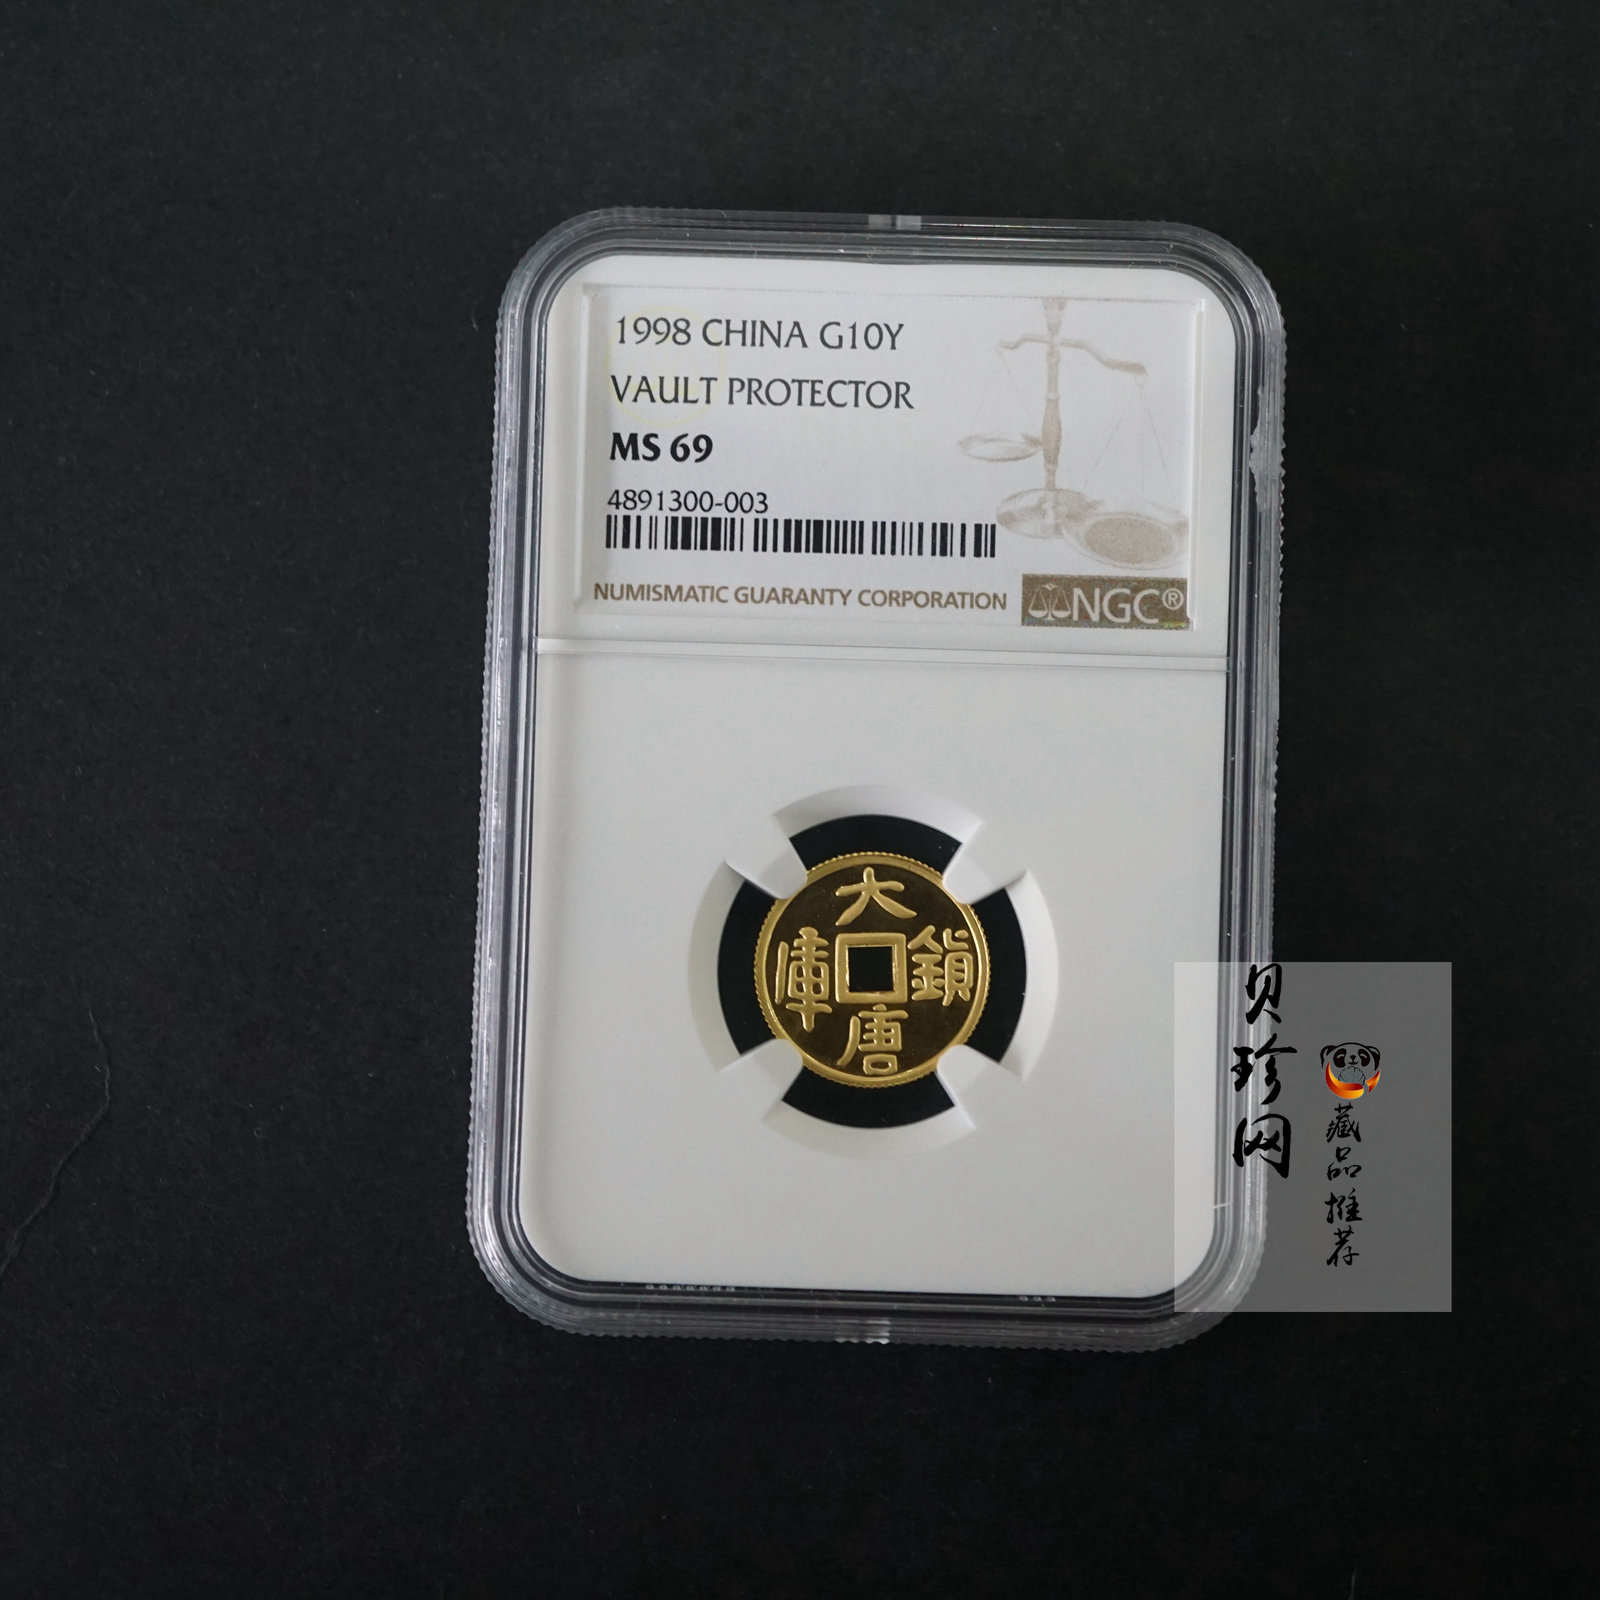 1998 CHINA G10Y
VAULT PROTECTOR
MS 69
4891300-003
NUMISMATIC GUARANTY CORPORATION
NGC®
大唐鎮庫
贝珍网
藏品推荐